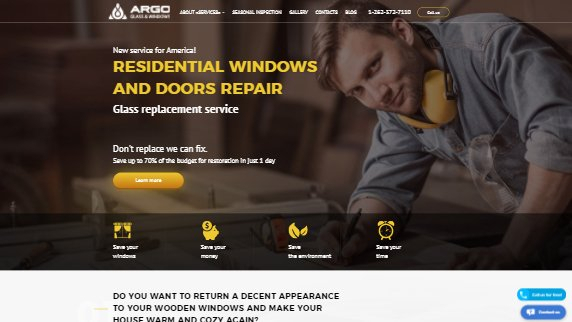 ARGO
GLASS & WINDOWS
ABOUT «SERVICES» SEASONAL INSPECTION GALLERY CONTACTS BLOG 1-262-372-7110 Call us
New service for America!
RESIDENTIAL WINDOWS
AND DOORS REPAIR
Glass replacement service
Don't replace we can fix.
Save up to 70% of the budget for restoration in just 1 day
Learn more
Save your
windows
Save your
money
Save
the environment
Save your
time
DO YOU WANT TO RETURN A DECENT APPEARANCE
TO YOUR WOODEN WINDOWS AND MAKE YOUR
HOUSE WARM AND COZY AGAIN?
Call us for free
Contact us